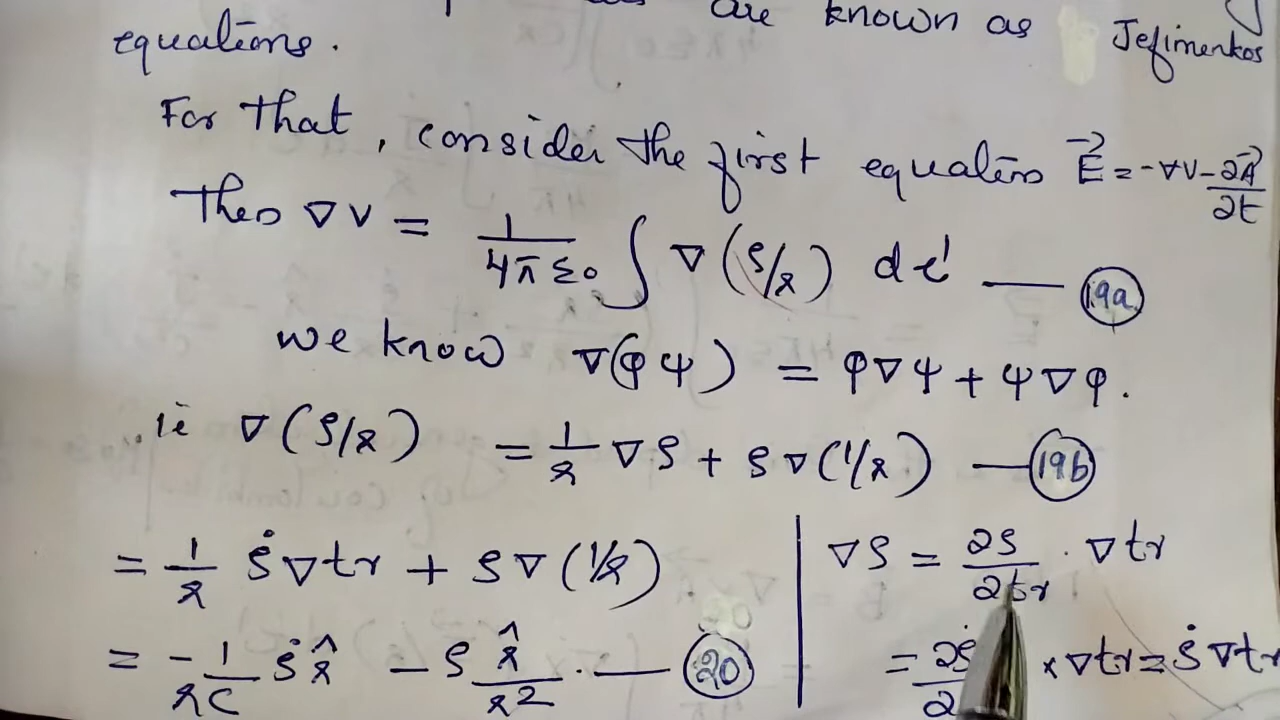 are known as Jefimenkos
equations.
For that, consider the first equation E⃗ = -∇V - ∂A⃗/∂t
Then ∇V = 1/4πε₀ ∫ ∇(ρ/r) dτ' — (19a)
we know ∇(φψ) = φ∇ψ + ψ∇φ.
ie ∇(ρ/r) = 1/r ∇ρ + ρ∇(1/r) — (19b)
= 1/r ρ̇∇tr + ρ∇(1/r)
= -1/rc ρ̇ r̂ - ρ r̂/r². — (20)
∇ρ = ∂ρ/∂tr · ∇tr
× ∇tr = ρ̇ ∇tr